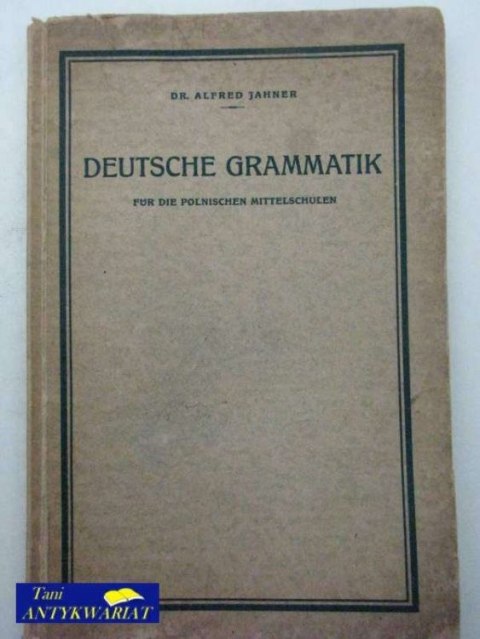 DR. ALFRED JAHNER
DEUTSCHE GRAMMATIK
FÜR DIE POLNISCHEN MITTELSCHULEN
Tani
ANTYKWARIAT